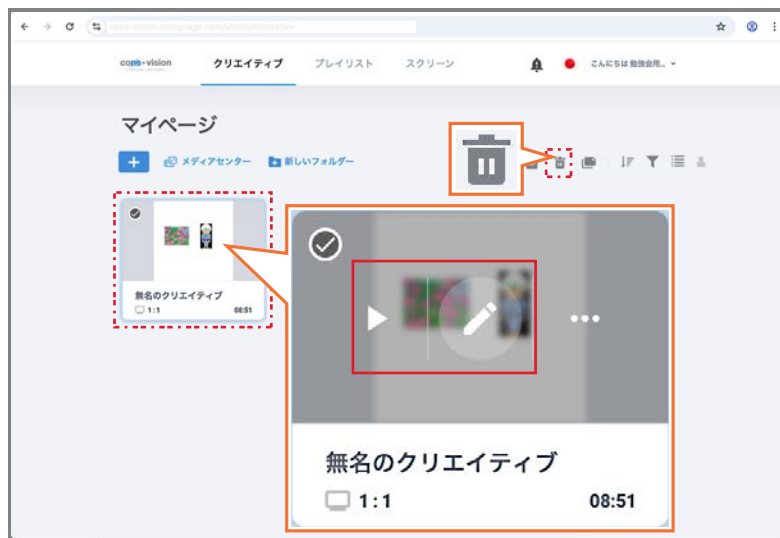 cops-vision
クリエイティブ
プレイリスト
スクリーン
こんにちは 勉強会用...
マイページ
メディアセンター
新しいフォルダー
無名のクリエイティブ
1:1
08:51
無名のクリエイティブ
1:1
08:51